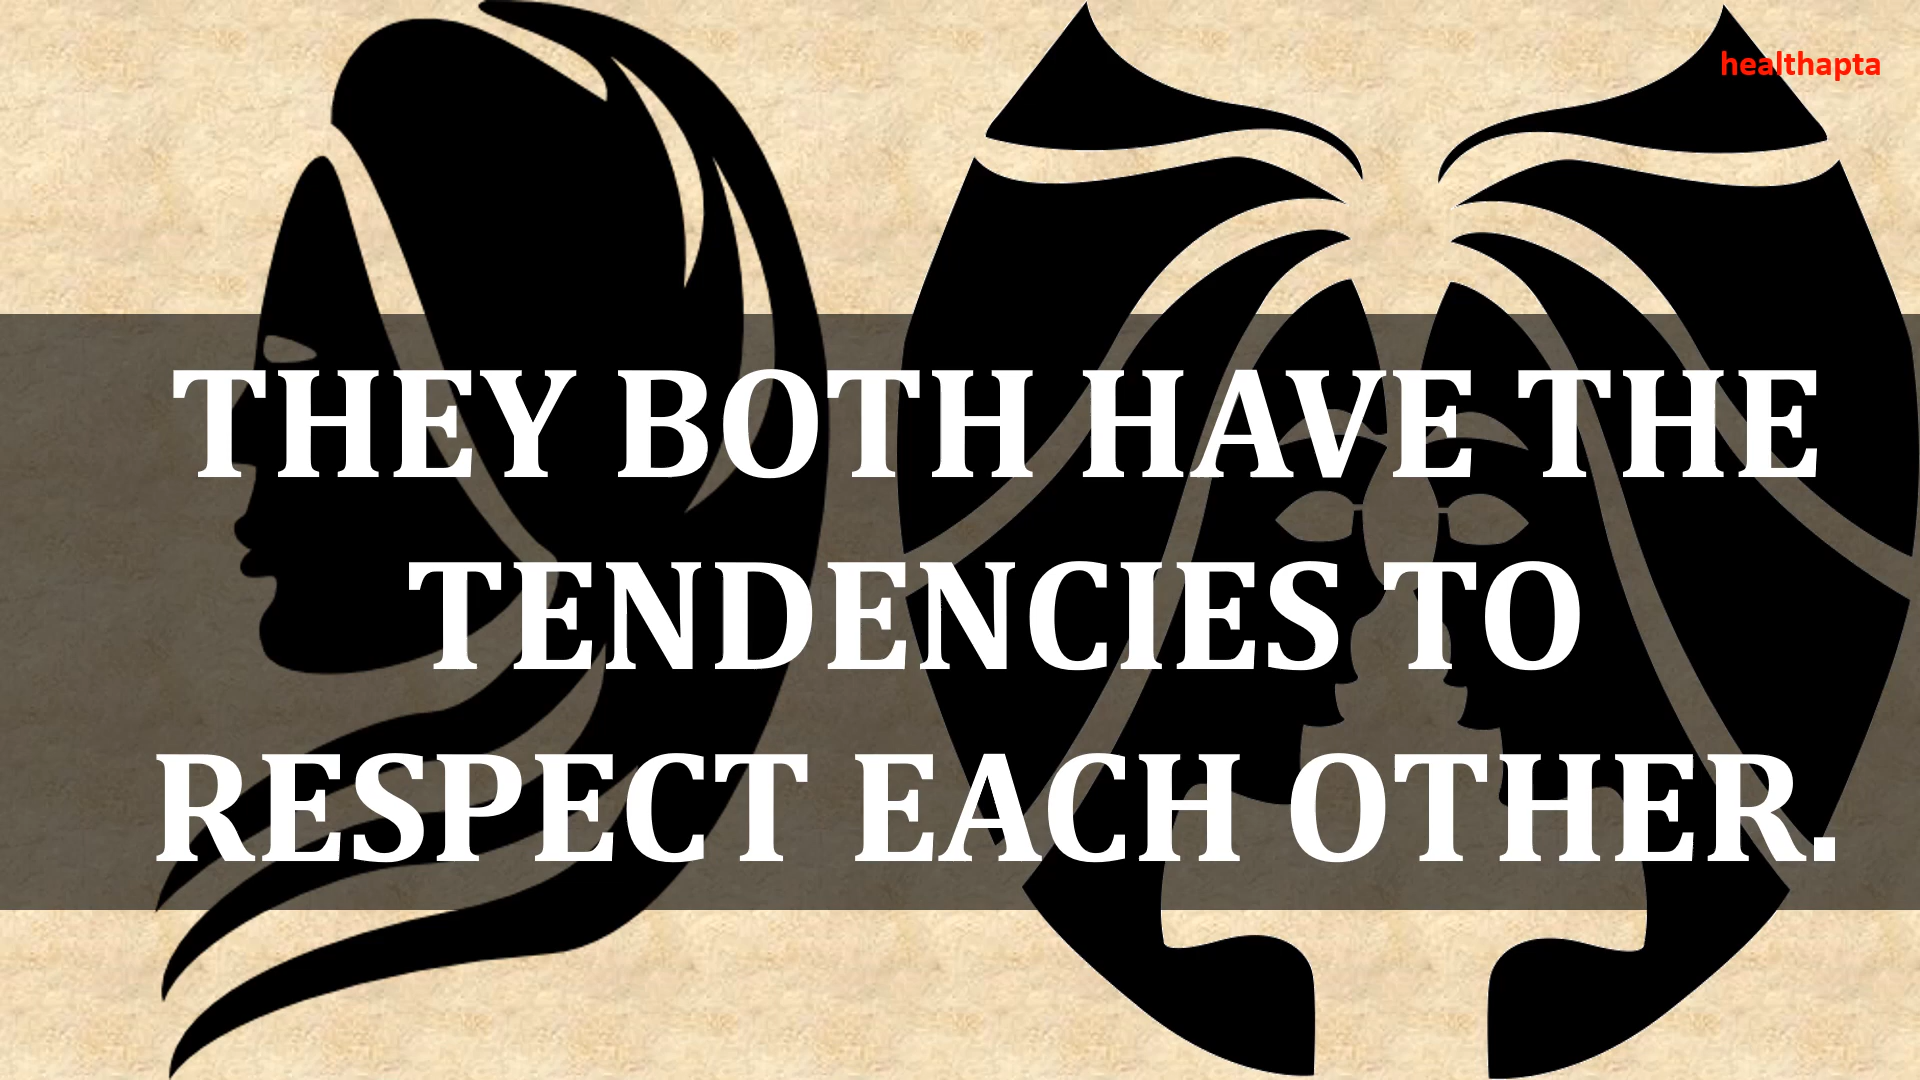 healthapta
THEY BOTH HAVE THE
TENDENCIES TO
RESPECT EACH OTHER.